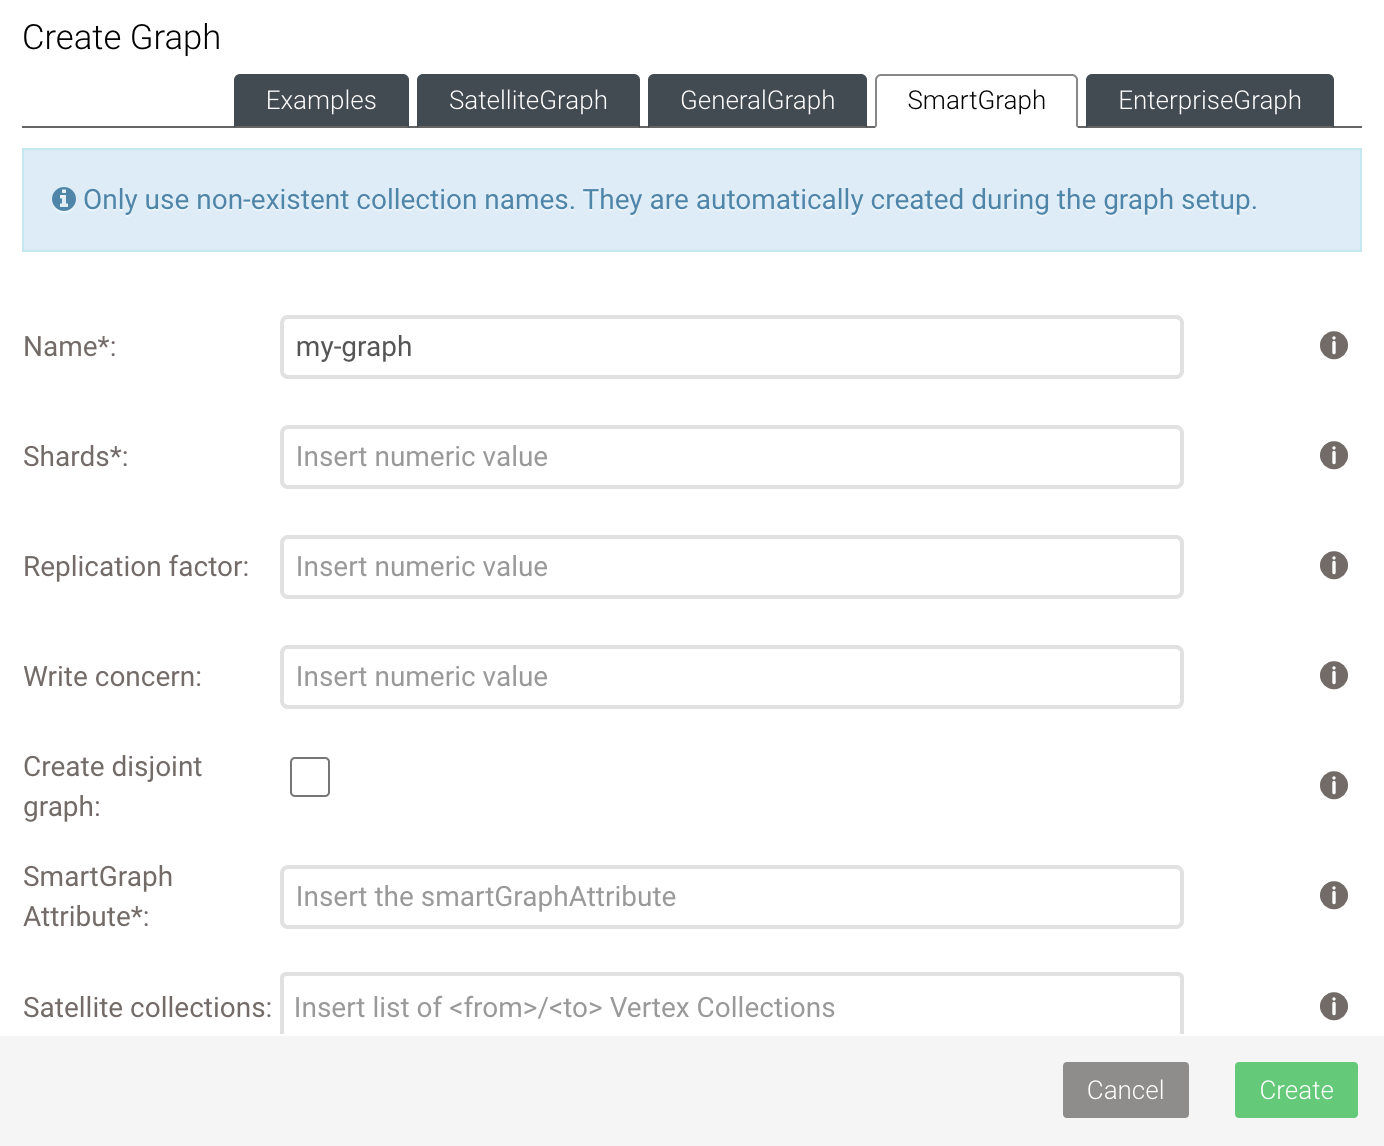 Create Graph
Examples
SatelliteGraph
GeneralGraph
SmartGraph
EnterpriseGraph
Only use non-existent collection names. They are automatically created during the graph setup.
Name*:
my-graph
Shards*:
Insert numeric value
Replication factor:
Insert numeric value
Write concern:
Insert numeric value
Create disjoint
graph:
SmartGraph
Attribute*:
Insert the smartGraphAttribute
Satellite collections:
Insert list of <from>/<to> Vertex Collections
Cancel
Create